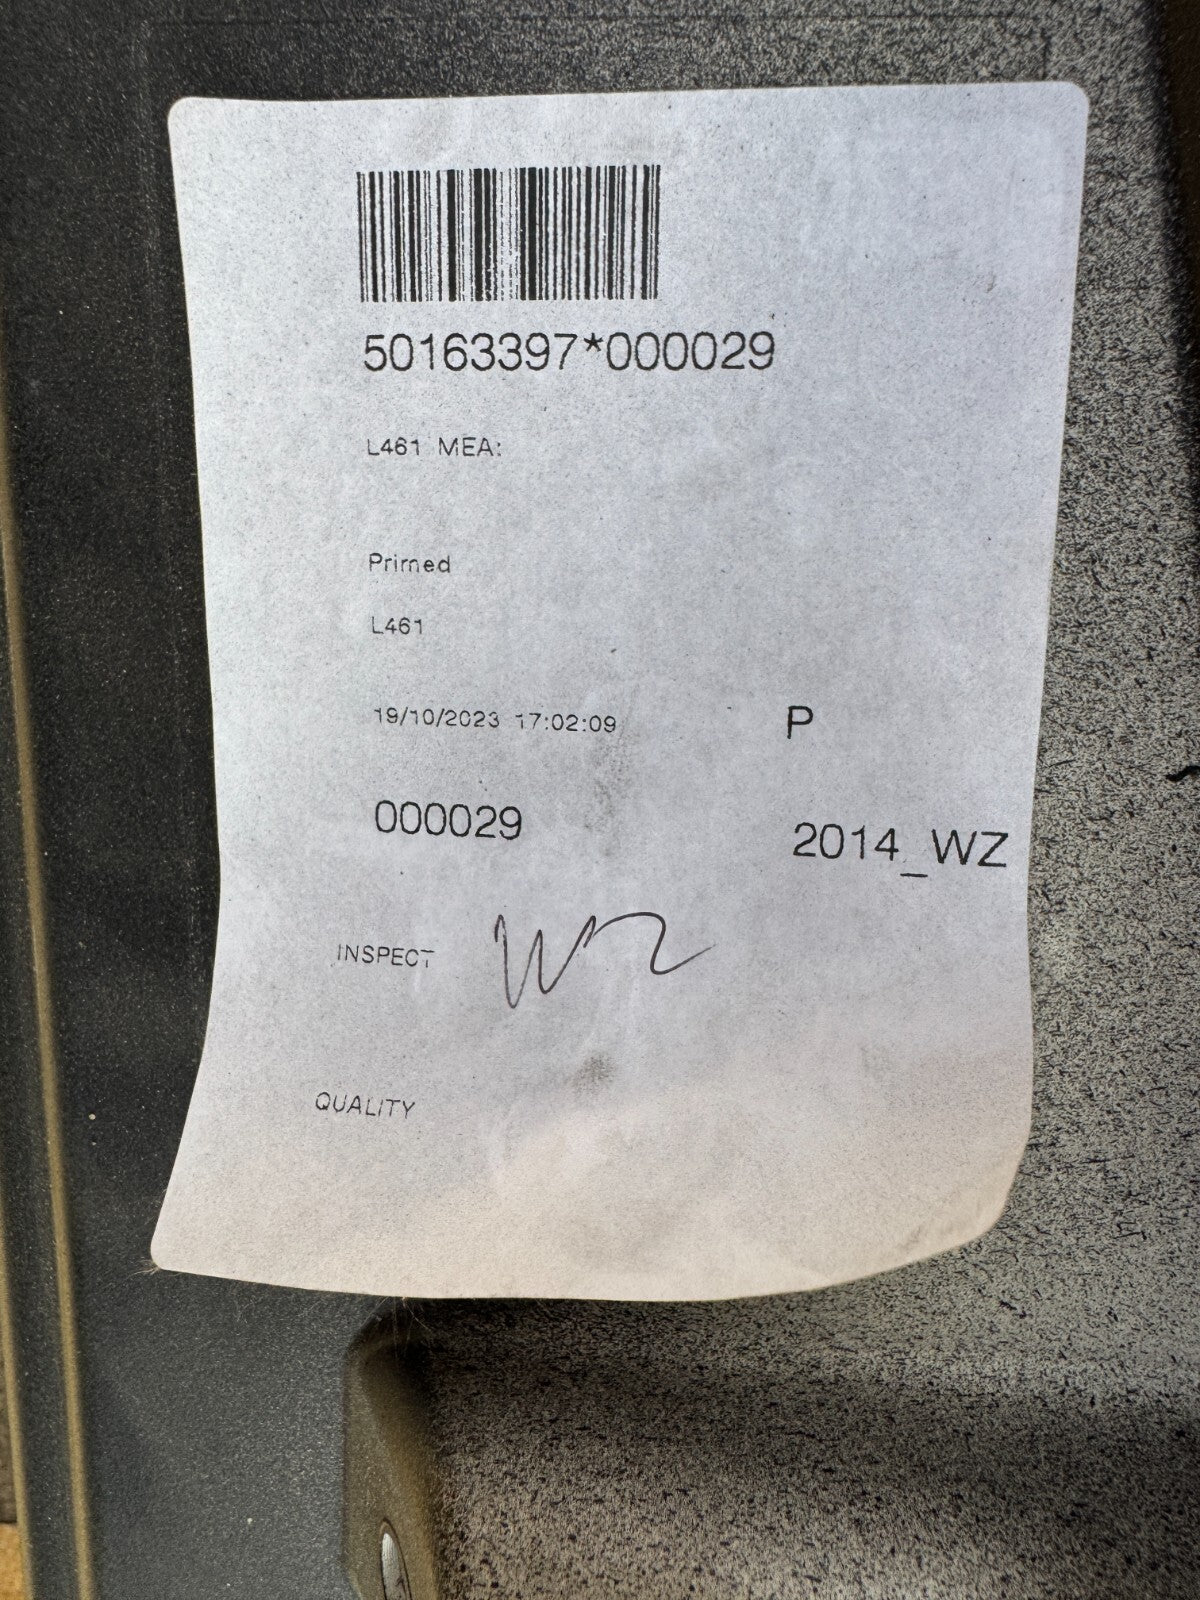 50163397*000029
L461 MEA:
Primed
L461
19/10/2023 17:02:09 P
000029 2014_WZ
INSPECT WZ
QUALITY